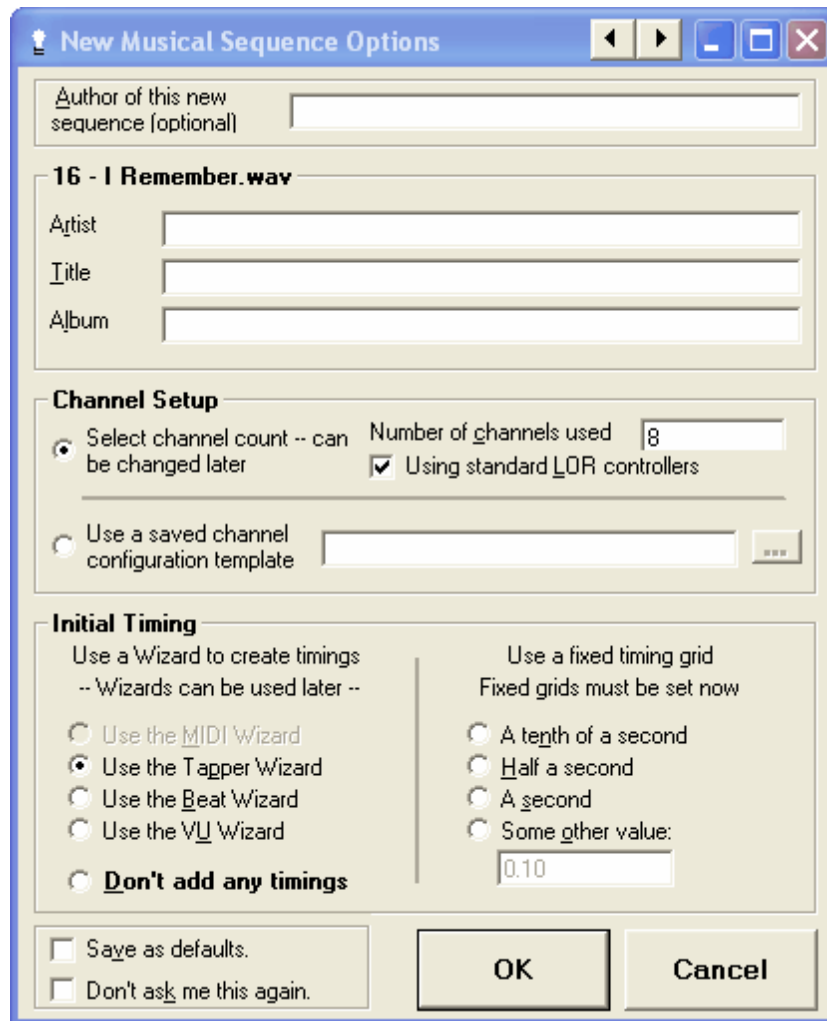 New Musical Sequence Options
Author of this new
sequence (optional)
16 - I Remember.wav
Artist
Title
Album
Channel Setup
Select channel count -- can
be changed later
Number of channels used 8
Using standard LOR controllers
Use a saved channel
configuration template
...
Initial Timing
Use a Wizard to create timings
-- Wizards can be used later --
Use the MIDI Wizard
Use the Tapper Wizard
Use the Beat Wizard
Use the VU Wizard
Don't add any timings
Use a fixed timing grid
Fixed grids must be set now
A tenth of a second
Half a second
A second
Some other value:
0.10
Save as defaults.
Don't ask me this again.
OK
Cancel